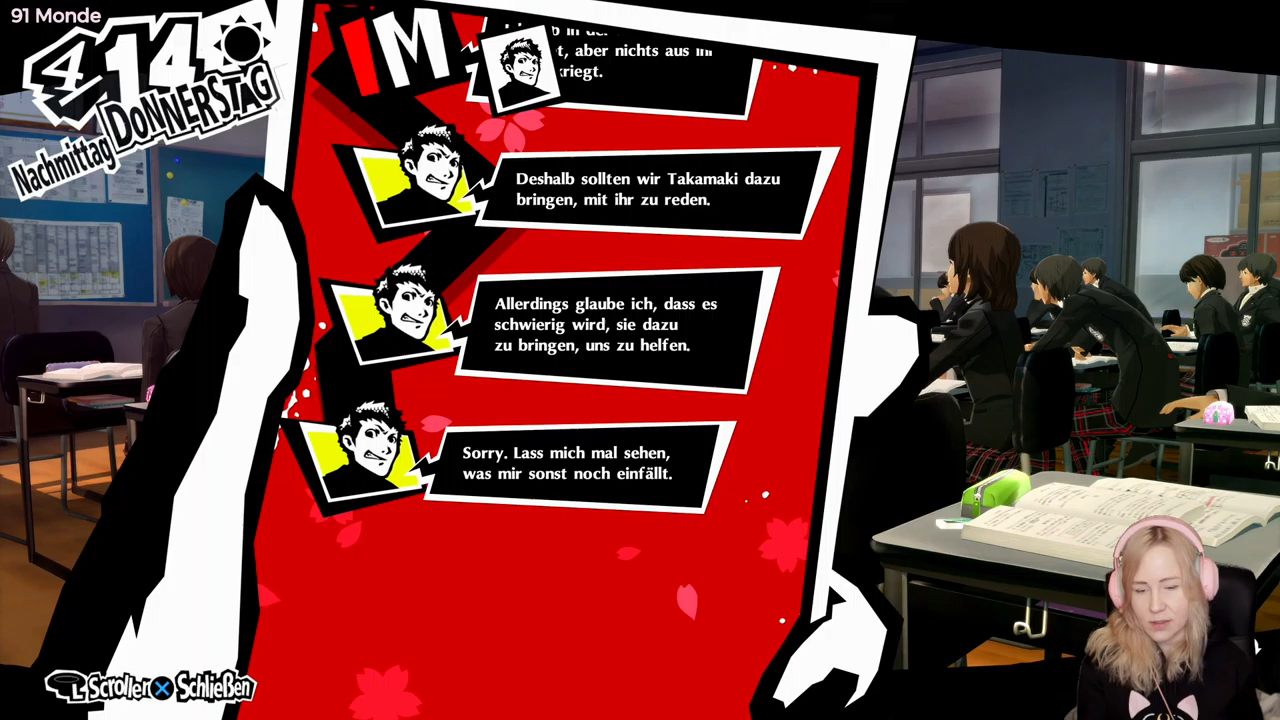 91 Monde
4 14
DONNERSTAG
Nachmittag
IM
aber nichts aus
kriegt.
Deshalb sollten wir Takamaki dazu
bringen, mit ihr zu reden.
Allerdings glaube ich, dass es
schwierig wird, sie dazu
zu bringen, uns zu helfen.
Sorry. Lass mich mal sehen,
was mir sonst noch einfällt.
L Scrollen Schließen